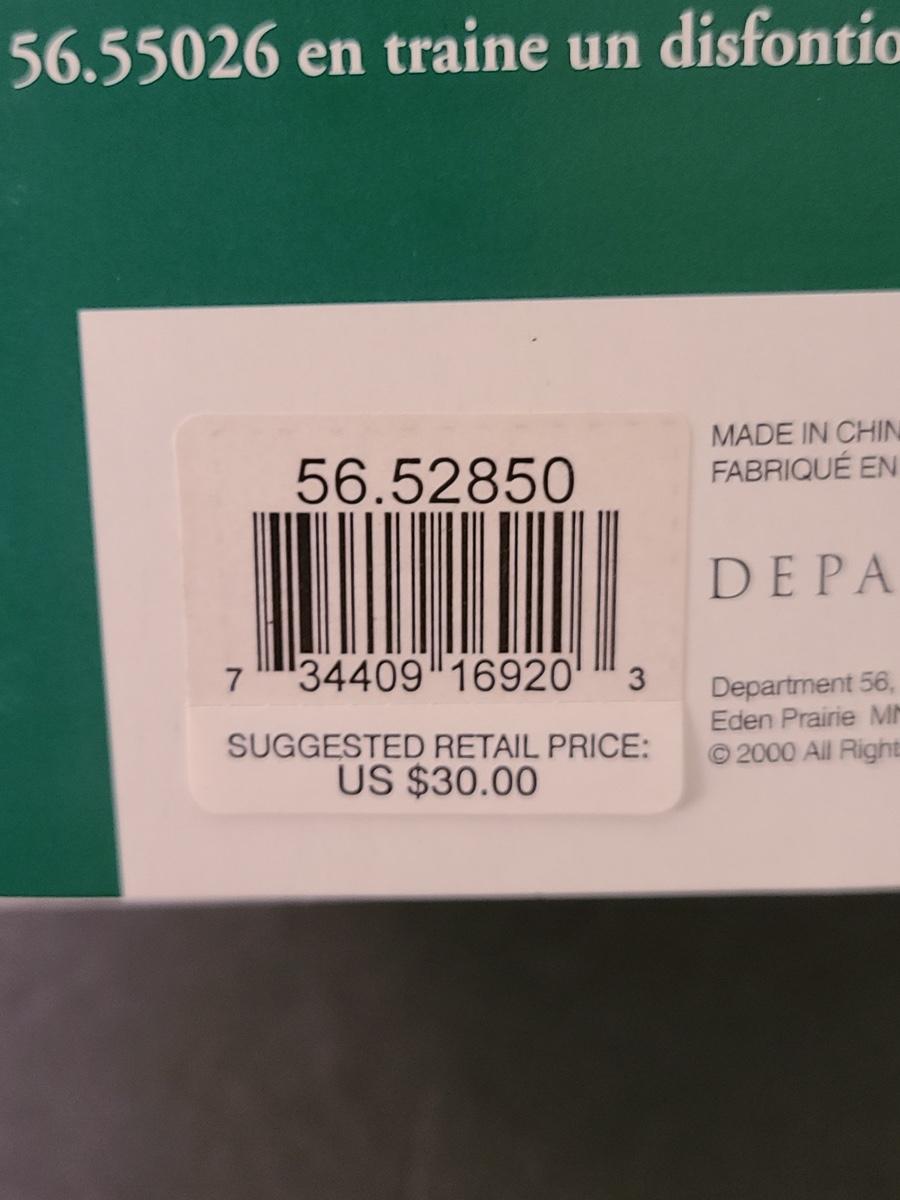 56.55026 en traine un disfontio
MADE IN CHIN
FABRIQUÉ EN
56.52850
7 34409 16920 3
SUGGESTED RETAIL PRICE:
US $30.00
DEPA
Department 56,
Eden Prairie MN
© 2000 All Right